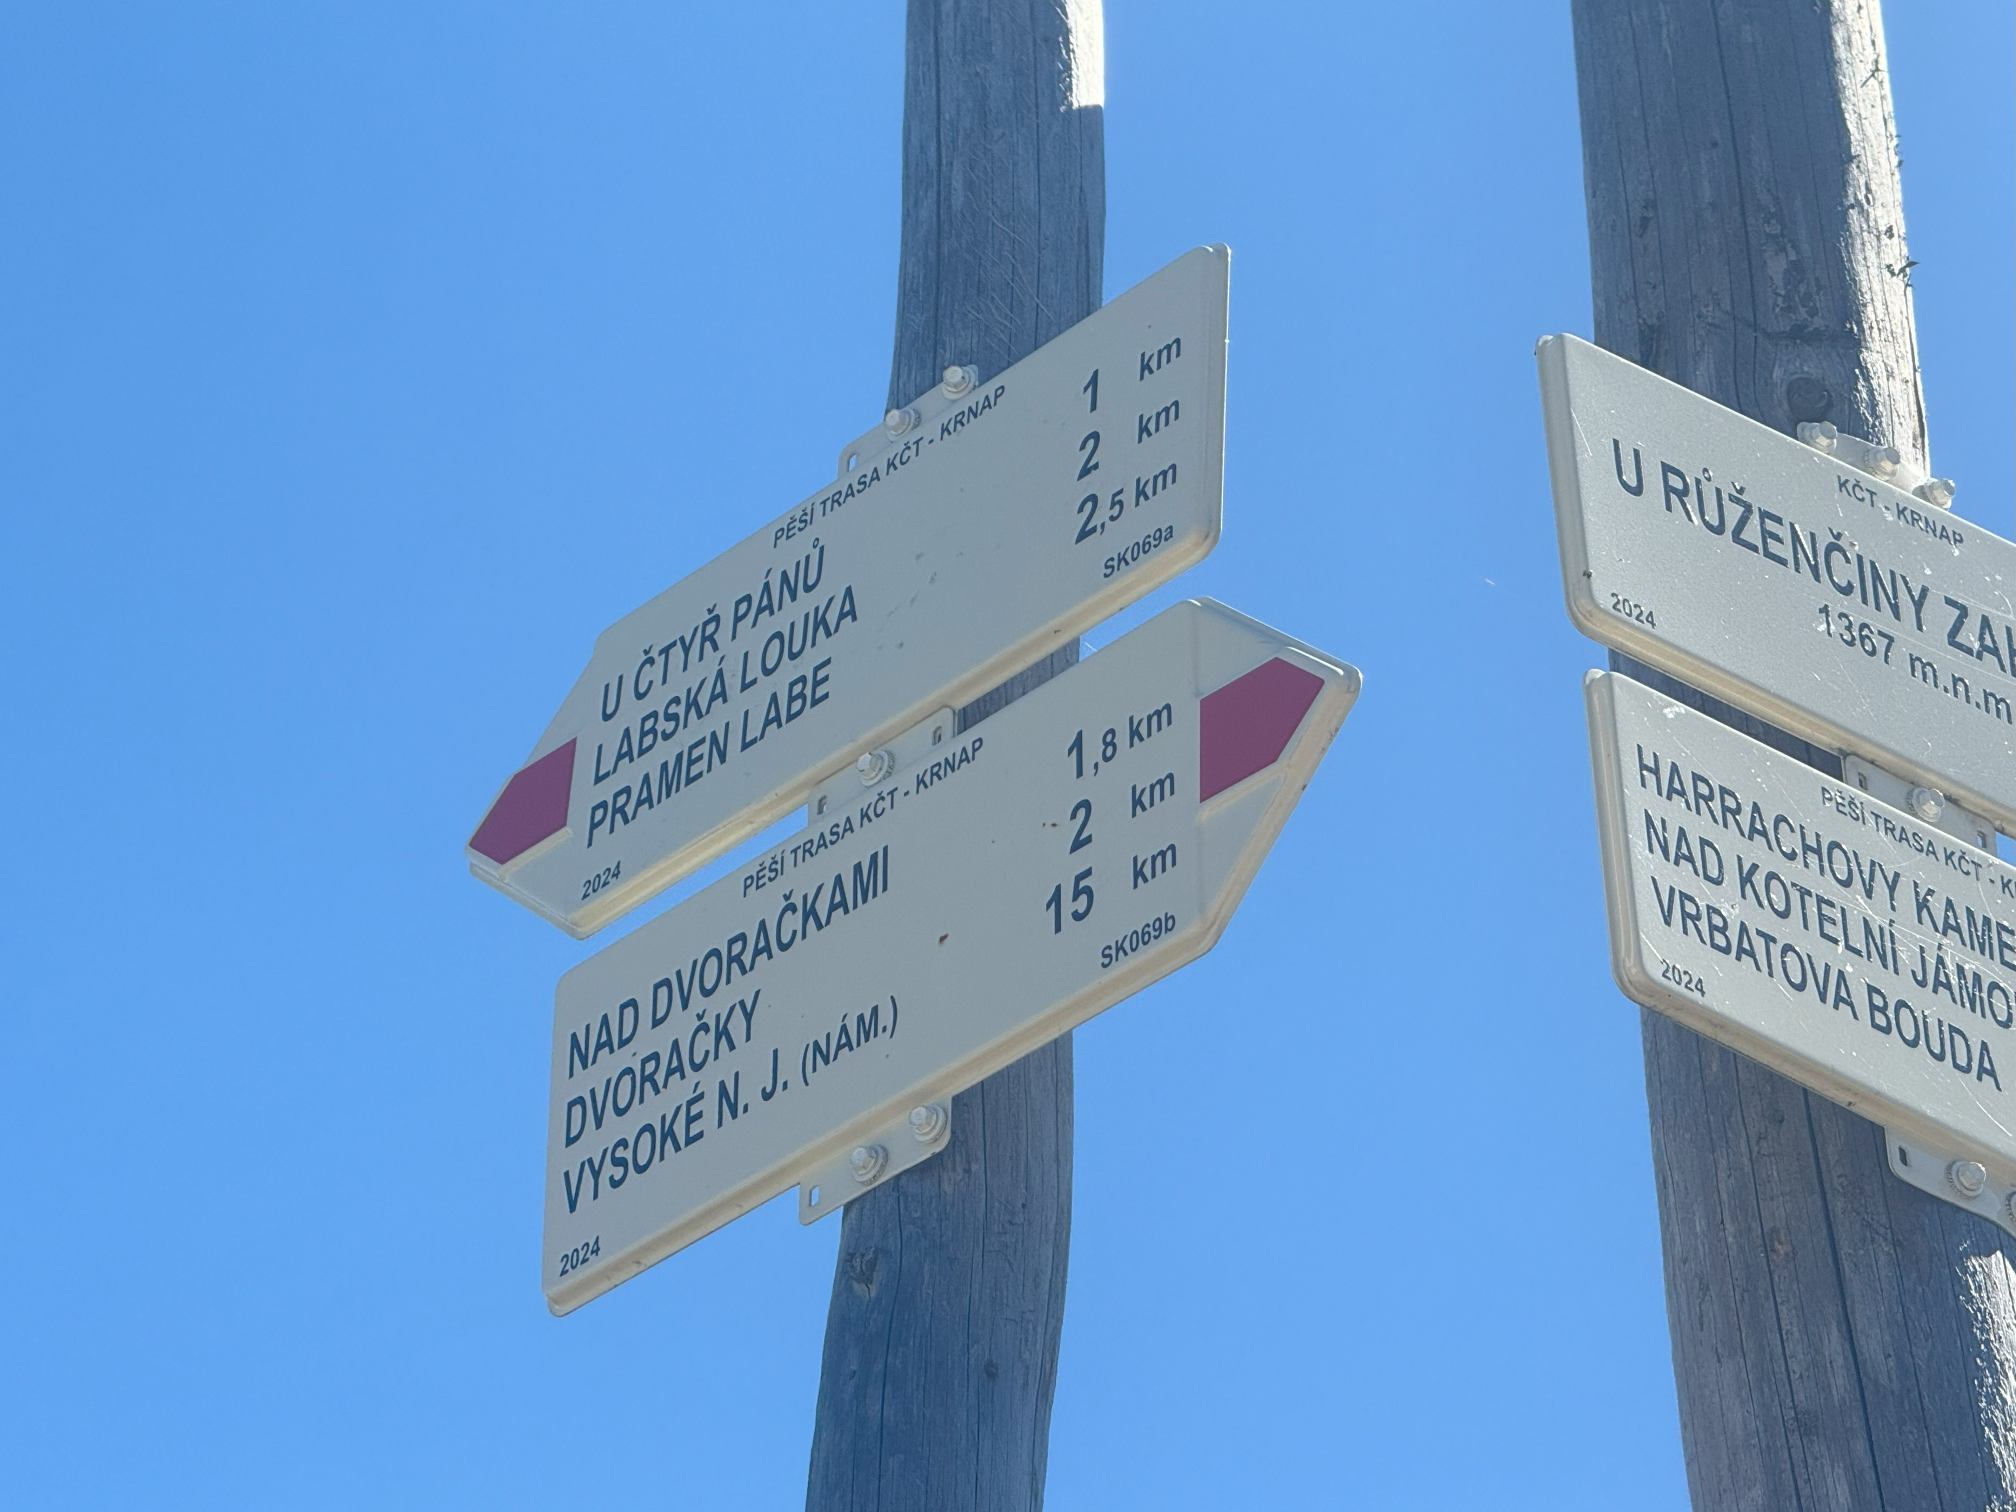 PĚŠÍ TRASA KČT - KRNAP
U ČTYŘ PÁNŮ 1 km
LABSKÁ LOUKA 2 km
PRAMEN LABE 2,5 km
2024 SK069a
PĚŠÍ TRASA KČT - KRNAP
NAD DVORAČKAMI 1,8 km
DVORAČKY 2 km
VYSOKÉ N. J. (NÁM.) 15 km
2024 SK069b
KČT - KRNAP
U RŮŽENČINY
1367 m.n.m
2024
PĚŠÍ TRASA KČT -
HARRACHOVY
NAD KOTELNÍ
VRBATOVA BOUDA
2024